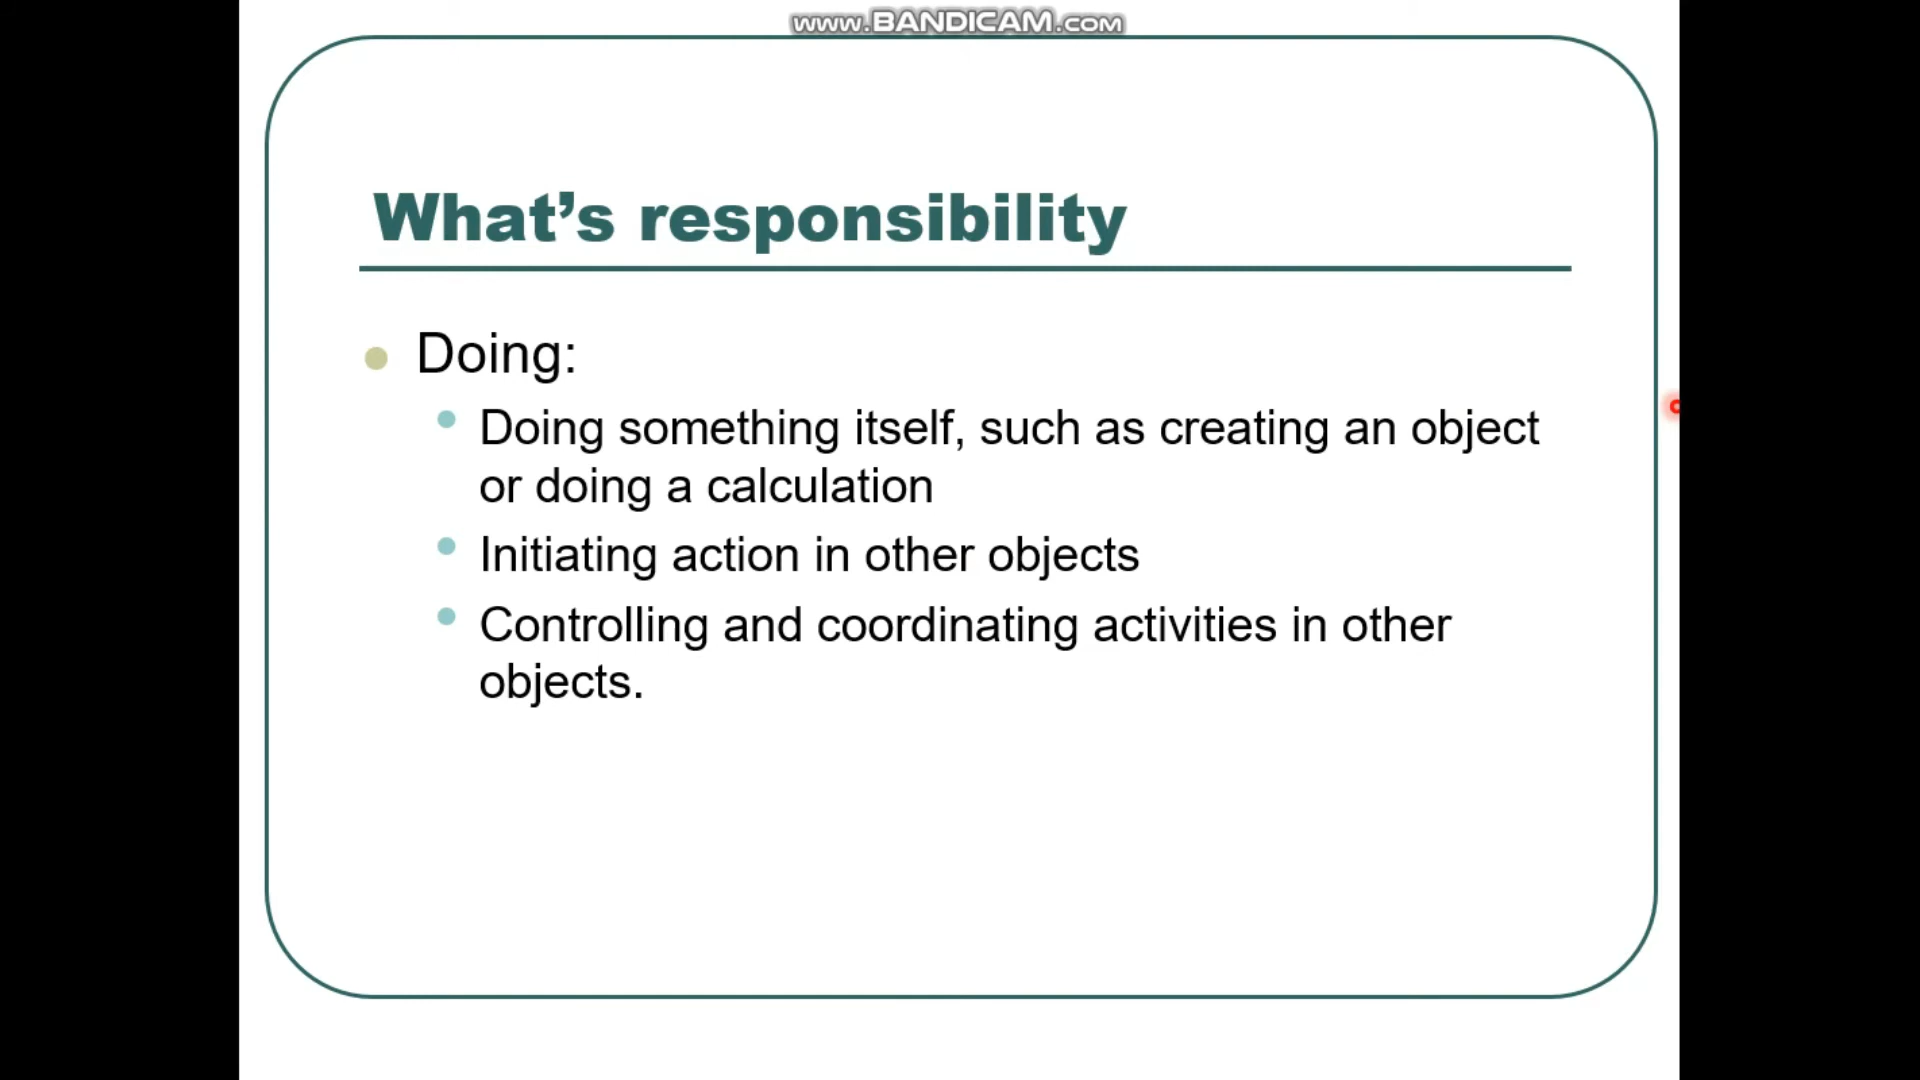 www.BANDICAM.com
What’s responsibility
Doing:
Doing something itself, such as creating an object
or doing a calculation
Initiating action in other objects
Controlling and coordinating activities in other
objects.